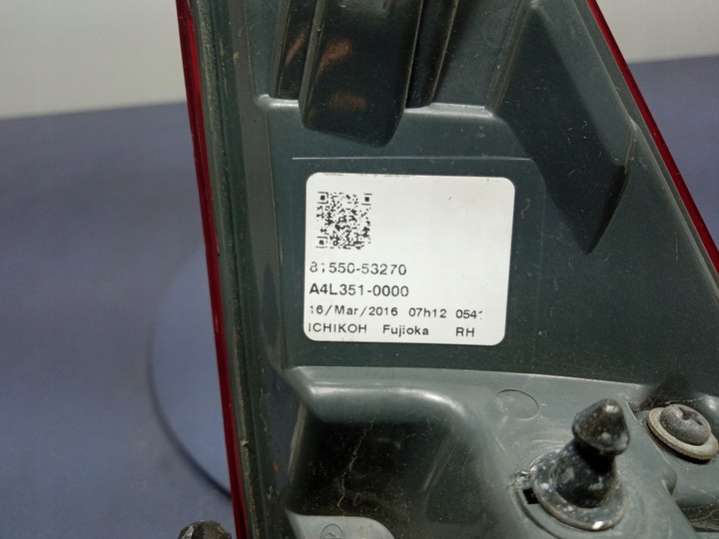 81550-53270
A4L351-0000
16/Mar/2016 07h12 0541
ICHIKOH Fujioka RH